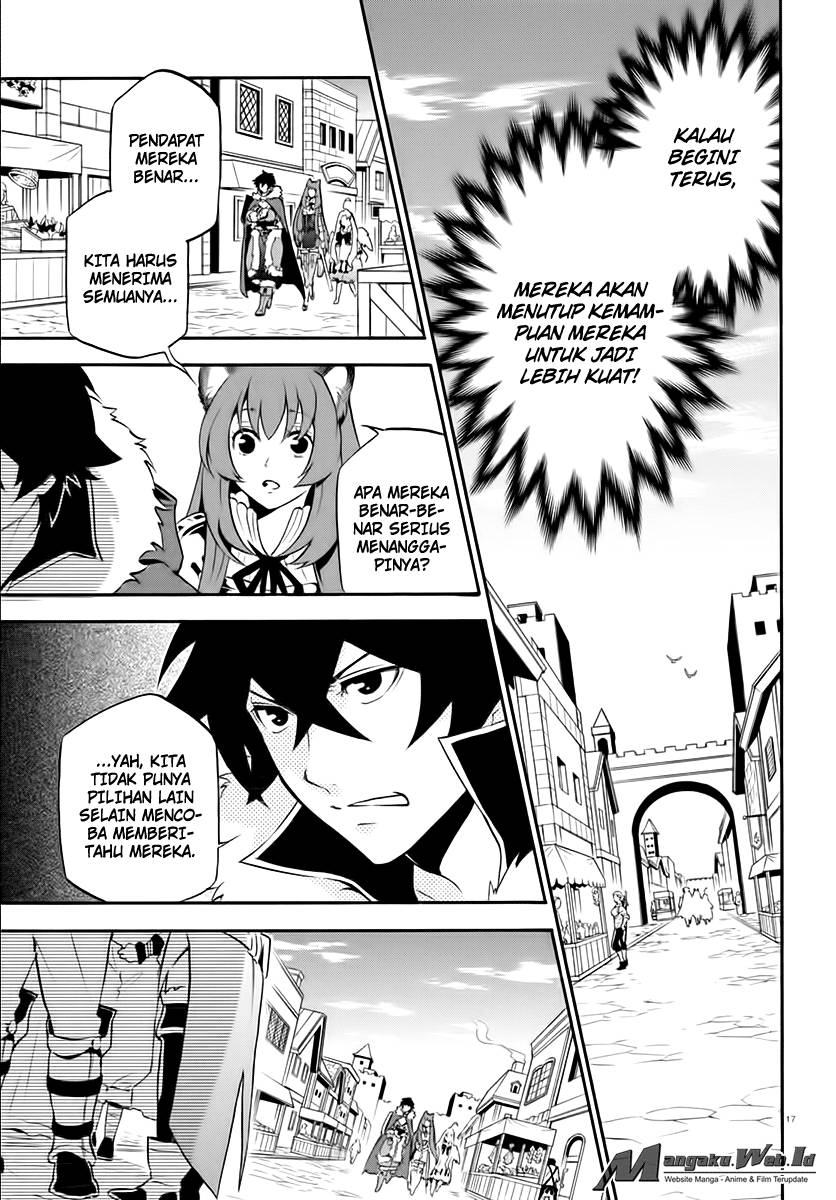 KALAU
BEGINI
TERUS,
MEREKA AKAN
MENUTUP KEMAM-
PUAN MEREKA
UNTUK JADI
LEBIH KUAT!
PENDAPAT
MEREKA
BENAR...
KITA HARUS
MENERIMA
SEMUANYA...
APA MEREKA
BENAR-BE-
NAR SERIUS
MENANGGA-
PINYA?
...YAH, KITA
TIDAK PUNYA
PILIHAN LAIN
SELAIN MENCO-
BA MEMBERI-
TAHU MEREKA.
17
Mangaku.Web.Id
Website Manga - Anime & Film Terupdate